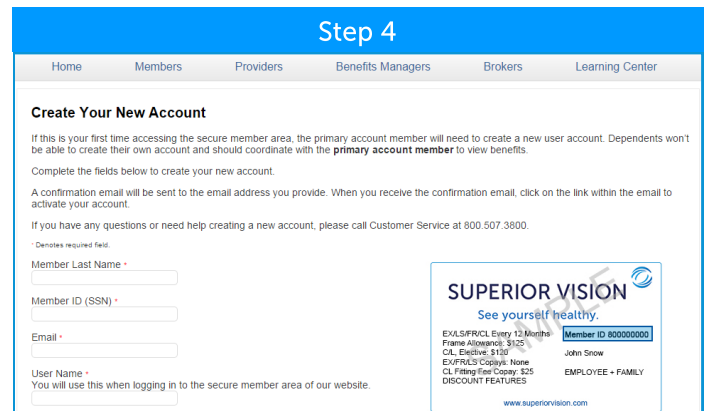 Step 4
Home Members Providers Benefits Managers Brokers Learning Center
Create Your New Account
If this is your first time accessing the secure member area, the primary account member will need to create a new user account. Dependents won't
be able to create their own account and should coordinate with the primary account member to view benefits.
Complete the fields below to create your new account.
A confirmation email will be sent to the email address you provide. When you receive the confirmation email, click on the link within the email to
activate your account.
If you have any questions or need help creating a new account, please call Customer Service at 800.507.3800.
* Denotes required field.
Member Last Name *
Member ID (SSN) *
Email *
User Name *
You will use this when logging in to the secure member area of our website.
SUPERIOR VISION
See yourself healthy.
SAMPLE
EX/LS/FR/CL Every 12 Months
Frame Allowance: $125
C/L, Elective: $120
EX/FR/LS Copays: None
CL Fitting Fee Copay: $25
DISCOUNT FEATURES
Member ID 800000000
John Snow
EMPLOYEE + FAMILY
www.superiorvision.com